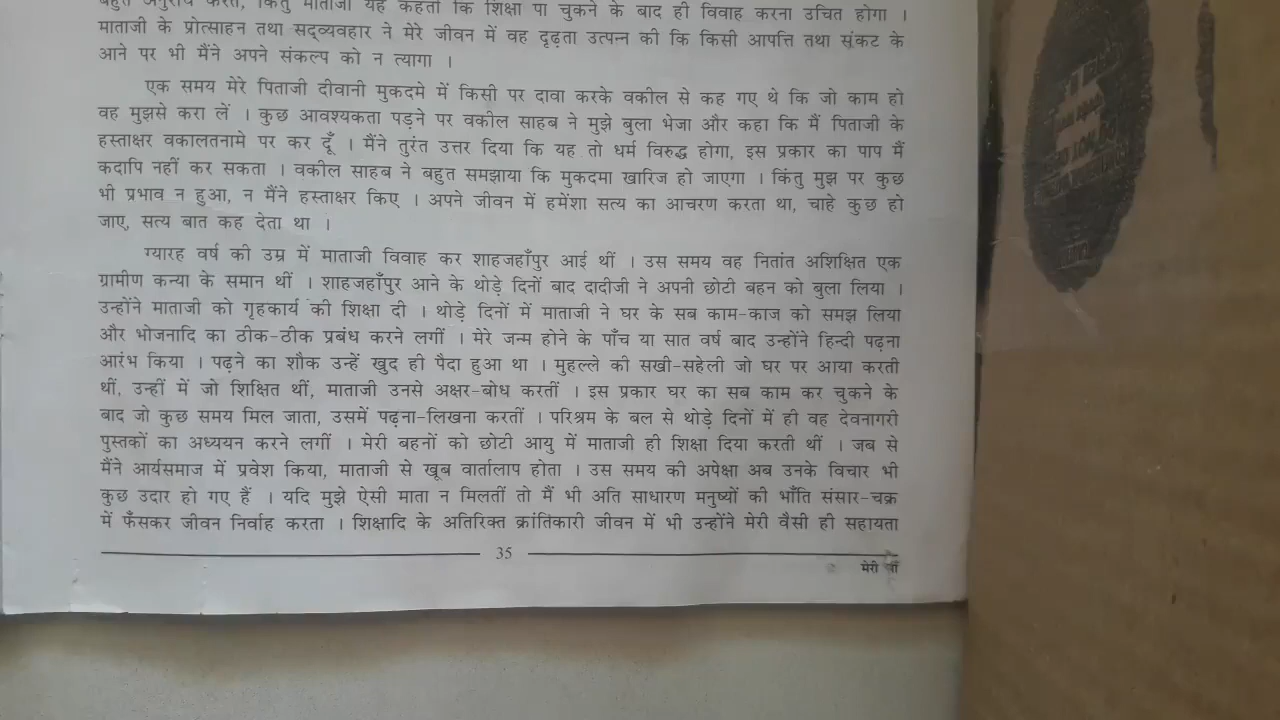 बहुत अनुरोध करते, किंतु माताजी यह कहतीं कि शिक्षा पा चुकने के बाद ही विवाह करना उचित होगा ।
माताजी के प्रोत्साहन तथा सद्व्यवहार ने मेरे जीवन में वह दृढ़ता उत्पन्न की कि किसी आपत्ति तथा संकट के
आने पर भी मैंने अपने संकल्प को न त्यागा ।
एक समय मेरे पिताजी दीवानी मुकदमे में किसी पर दावा करके वकील से कह गए थे कि जो काम हो
वह मुझसे करा लें । कुछ आवश्यकता पड़ने पर वकील साहब ने मुझे बुला भेजा और कहा कि मैं पिताजी के
हस्ताक्षर वकालतनामे पर कर दूँ । मैंने तुरंत उत्तर दिया कि यह तो धर्म विरुद्ध होगा, इस प्रकार का पाप मैं
कदापि नहीं कर सकता । वकील साहब ने बहुत समझाया कि मुकदमा खारिज हो जाएगा । किंतु मुझ पर कुछ
भी प्रभाव न हुआ, न मैंने हस्ताक्षर किए । अपने जीवन में हमेंशा सत्य का आचरण करता था, चाहे कुछ हो
जाए, सत्य बात कह देता था ।
ग्यारह वर्ष की उम्र में माताजी विवाह कर शाहजहाँपुर आई थीं । उस समय वह नितांत अशिक्षित एक
ग्रामीण कन्या के समान थीं । शाहजहाँपुर आने के थोड़े दिनों बाद दादीजी ने अपनी छोटी बहन को बुला लिया ।
उन्होंने माताजी को गृहकार्य की शिक्षा दी । थोड़े दिनों में माताजी ने घर के सब काम-काज को समझ लिया
और भोजनादि का ठीक-ठीक प्रबंध करने लगीं । मेरे जन्म होने के पाँच या सात वर्ष बाद उन्होंने हिन्दी पढ़ना
आरंभ किया । पढ़ने का शौक उन्हें खुद ही पैदा हुआ था । मुहल्ले की सखी-सहेली जो घर पर आया करती
थीं, उन्हीं में जो शिक्षित थीं, माताजी उनसे अक्षर-बोध करतीं । इस प्रकार घर का सब काम कर चुकने के
बाद जो कुछ समय मिल जाता, उसमें पढ़ना-लिखना करतीं । परिश्रम के बल से थोड़े दिनों में ही वह देवनागरी
पुस्तकों का अध्ययन करने लगीं । मेरी बहनों को छोटी आयु में माताजी ही शिक्षा दिया करती थीं । जब से
मैंने आर्यसमाज में प्रवेश किया, माताजी से खूब वार्तालाप होता । उस समय की अपेक्षा अब उनके विचार भी
कुछ उदार हो गए हैं । यदि मुझे ऐसी माता न मिलतीं तो मैं भी अति साधारण मनुष्यों की भाँति संसार-चक्र
में फँसकर जीवन निर्वाह करता । शिक्षादि के अतिरिक्त क्रांतिकारी जीवन में भी उन्होंने मेरी वैसी ही सहायता
35
मेरी माँ